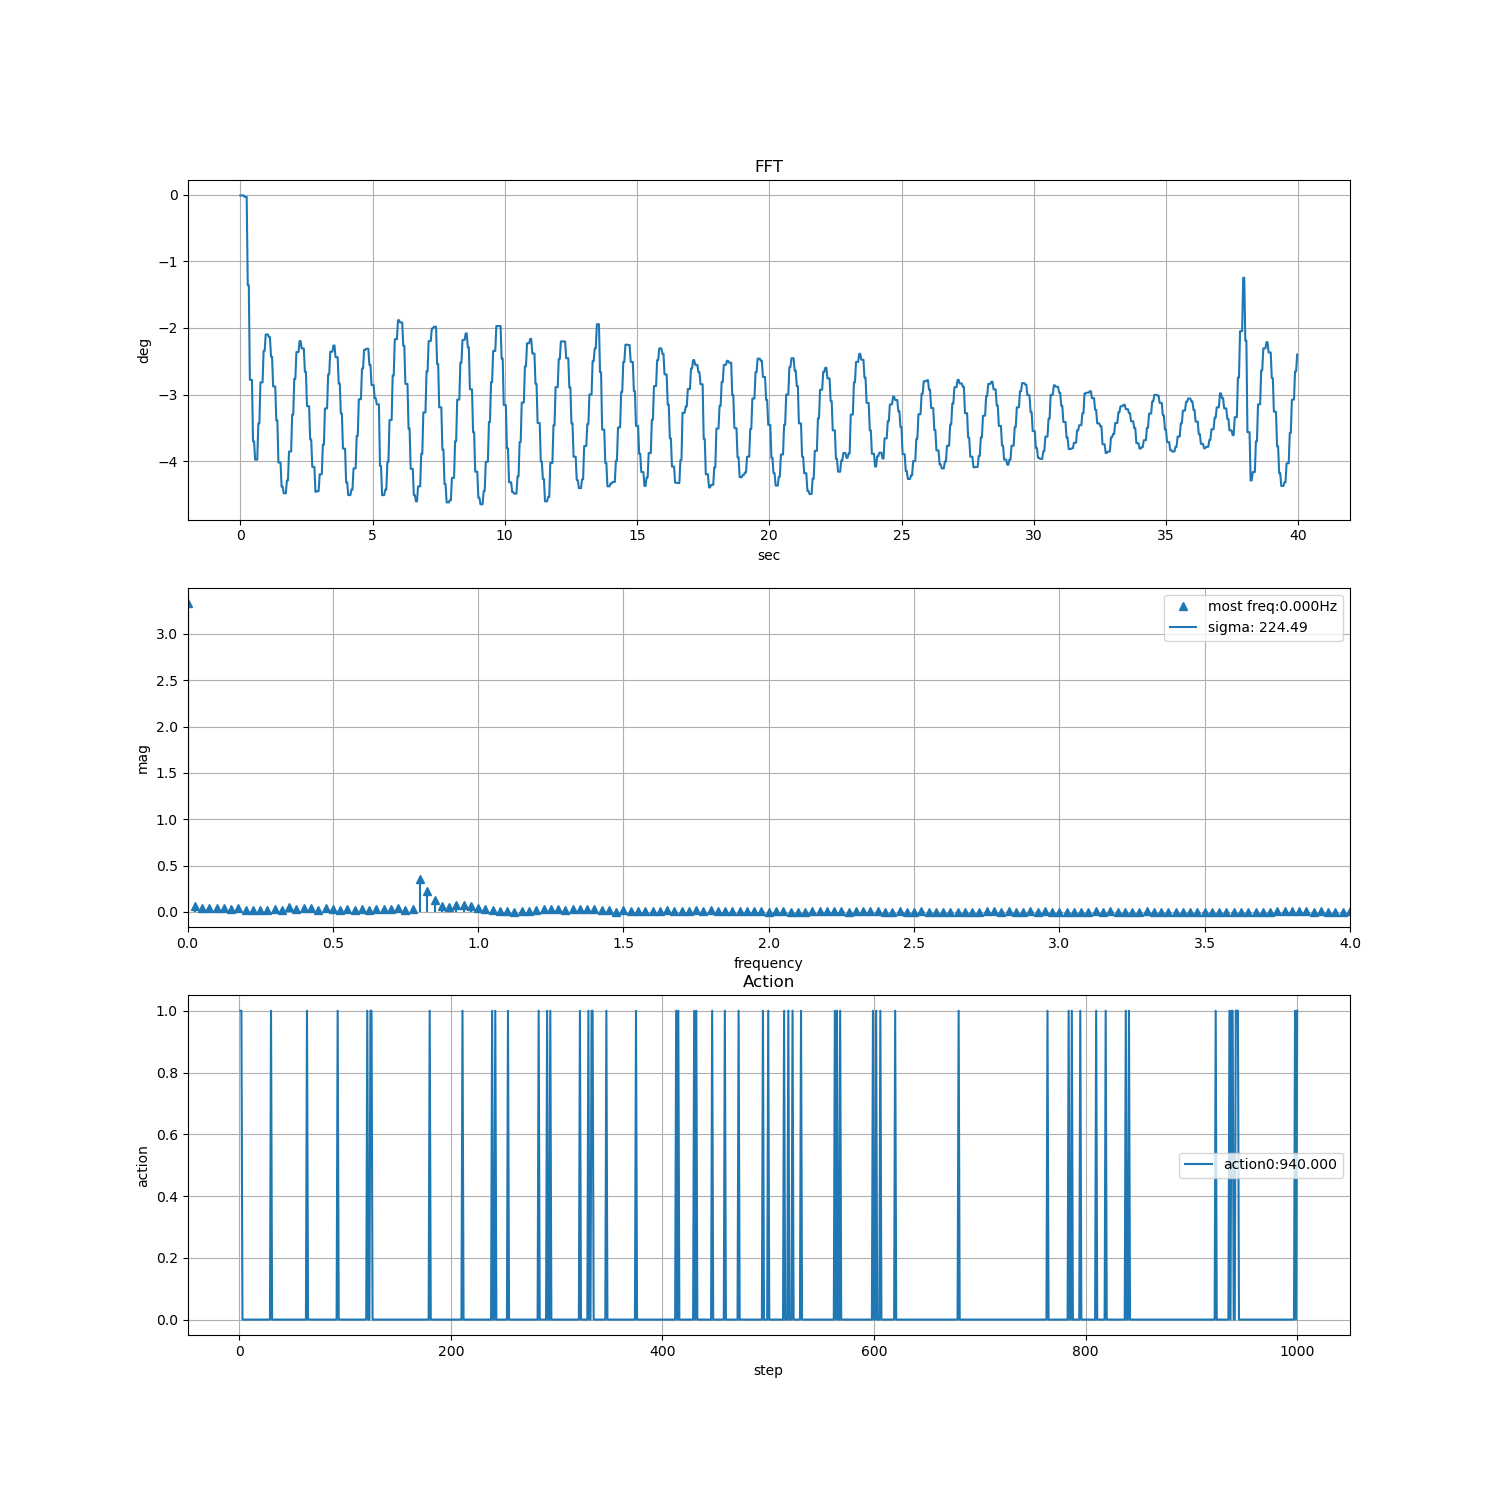 FFT
0
−1
−2
−3
−4
deg
0 5 10 15 20 25 30 35 40
sec
most freq:0.000Hz
sigma: 224.49
3.0
2.5
2.0
1.5
1.0
0.5
0.0
mag
0.0 0.5 1.0 1.5 2.0 2.5 3.0 3.5 4.0
frequency
Action
1.0
0.8
0.6
0.4
0.2
0.0
action
action0:940.000
0 200 400 600 800 1000
step